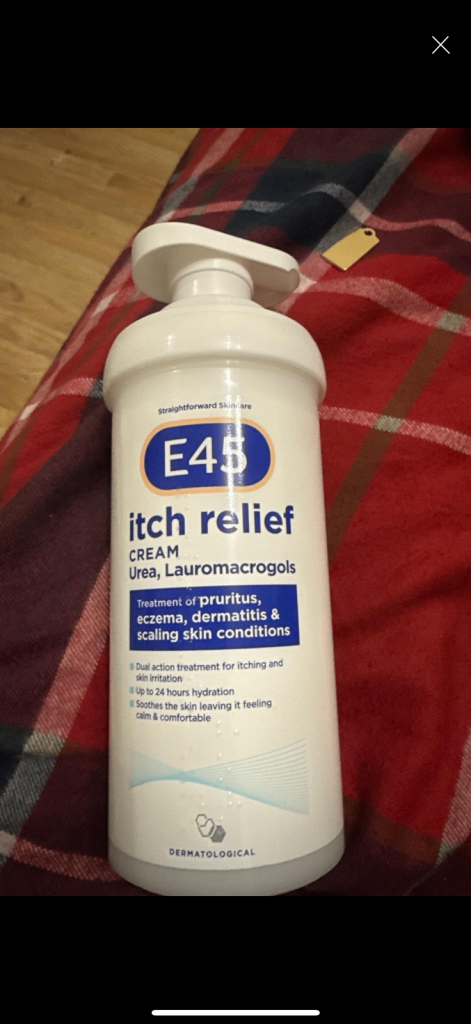 Straightforward Skincare
E45
itch relief
CREAM
Urea, Lauromacrogols
Treatment of pruritus,
eczema, dermatitis &
scaling skin conditions
Dual action treatment for itching and
skin irritation
Up to 24 hours hydration
Soothes the skin leaving it feeling
calm & comfortable
DERMATOLOGICAL